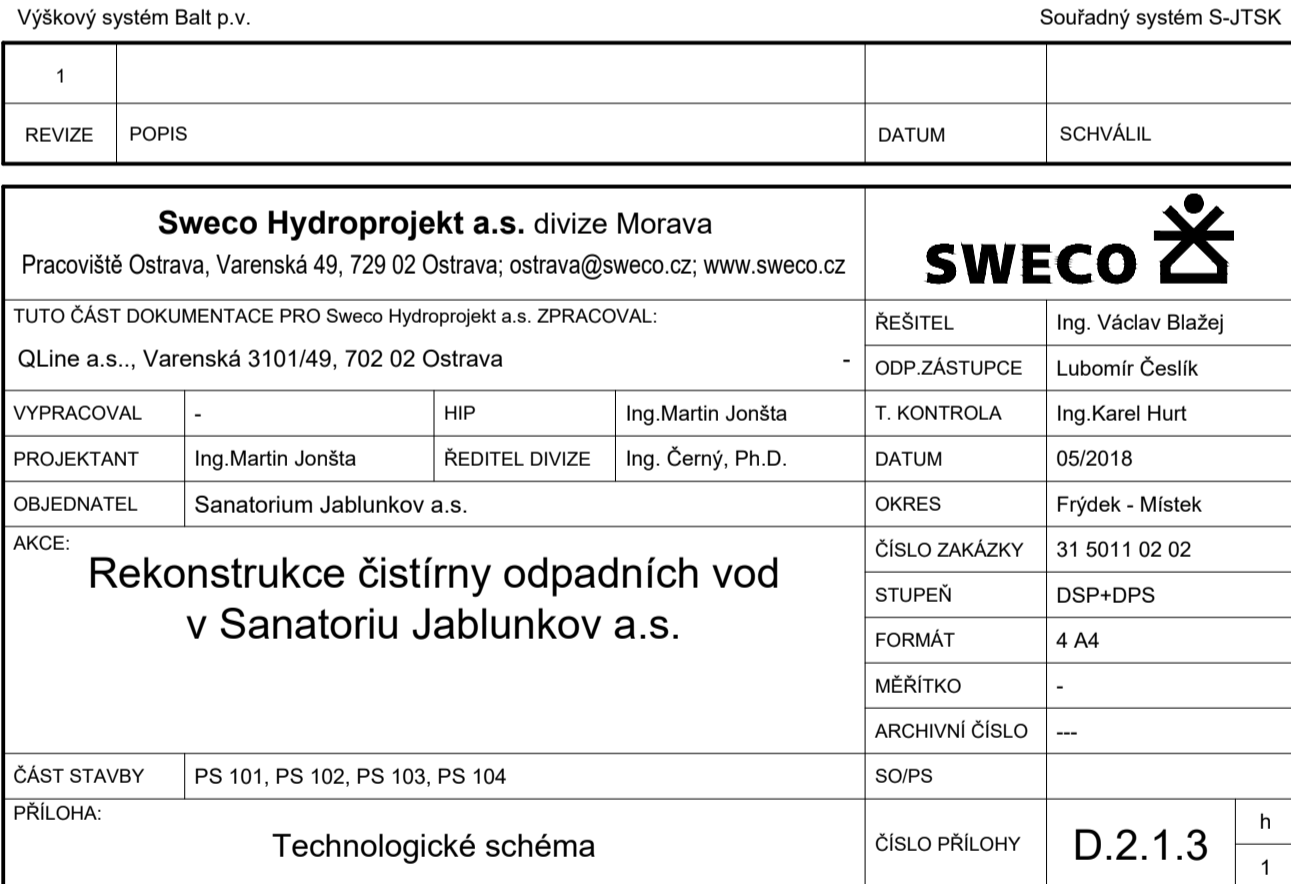 Výškový systém Balt p.v. Souřadný systém S-JTSK
1
REVIZE POPIS DATUM SCHVÁLIL
Sweco Hydroprojekt a.s. divize Morava
Pracoviště Ostrava, Varenská 49, 729 02 Ostrava; ostrava@sweco.cz; www.sweco.cz
SWECO
TUTO ČÁST DOKUMENTACE PRO Sweco Hydroprojekt a.s. ZPRACOVAL:
QLine a.s.., Varenská 3101/49, 702 02 Ostrava -
ŘEŠITEL Ing. Václav Blažej
ODP.ZÁSTUPCE Lubomír Česlík
VYPRACOVAL - HIP Ing.Martin Jonšta T. KONTROLA Ing.Karel Hurt
PROJEKTANT Ing.Martin Jonšta ŘEDITEL DIVIZE Ing. Černý, Ph.D. DATUM 05/2018
OBJEDNATEL Sanatorium Jablunkov a.s. OKRES Frýdek - Místek
AKCE:
Rekonstrukce čistírny odpadních vod
v Sanatoriu Jablunkov a.s.
ČÍSLO ZAKÁZKY 31 5011 02 02
STUPEŇ DSP+DPS
FORMÁT 4 A4
MĚŘÍTKO -
ARCHIVNÍ ČÍSLO ---
ČÁST STAVBY PS 101, PS 102, PS 103, PS 104 SO/PS
PŘÍLOHA:
Technologické schéma
ČÍSLO PŘÍLOHY D.2.1.3 h
1